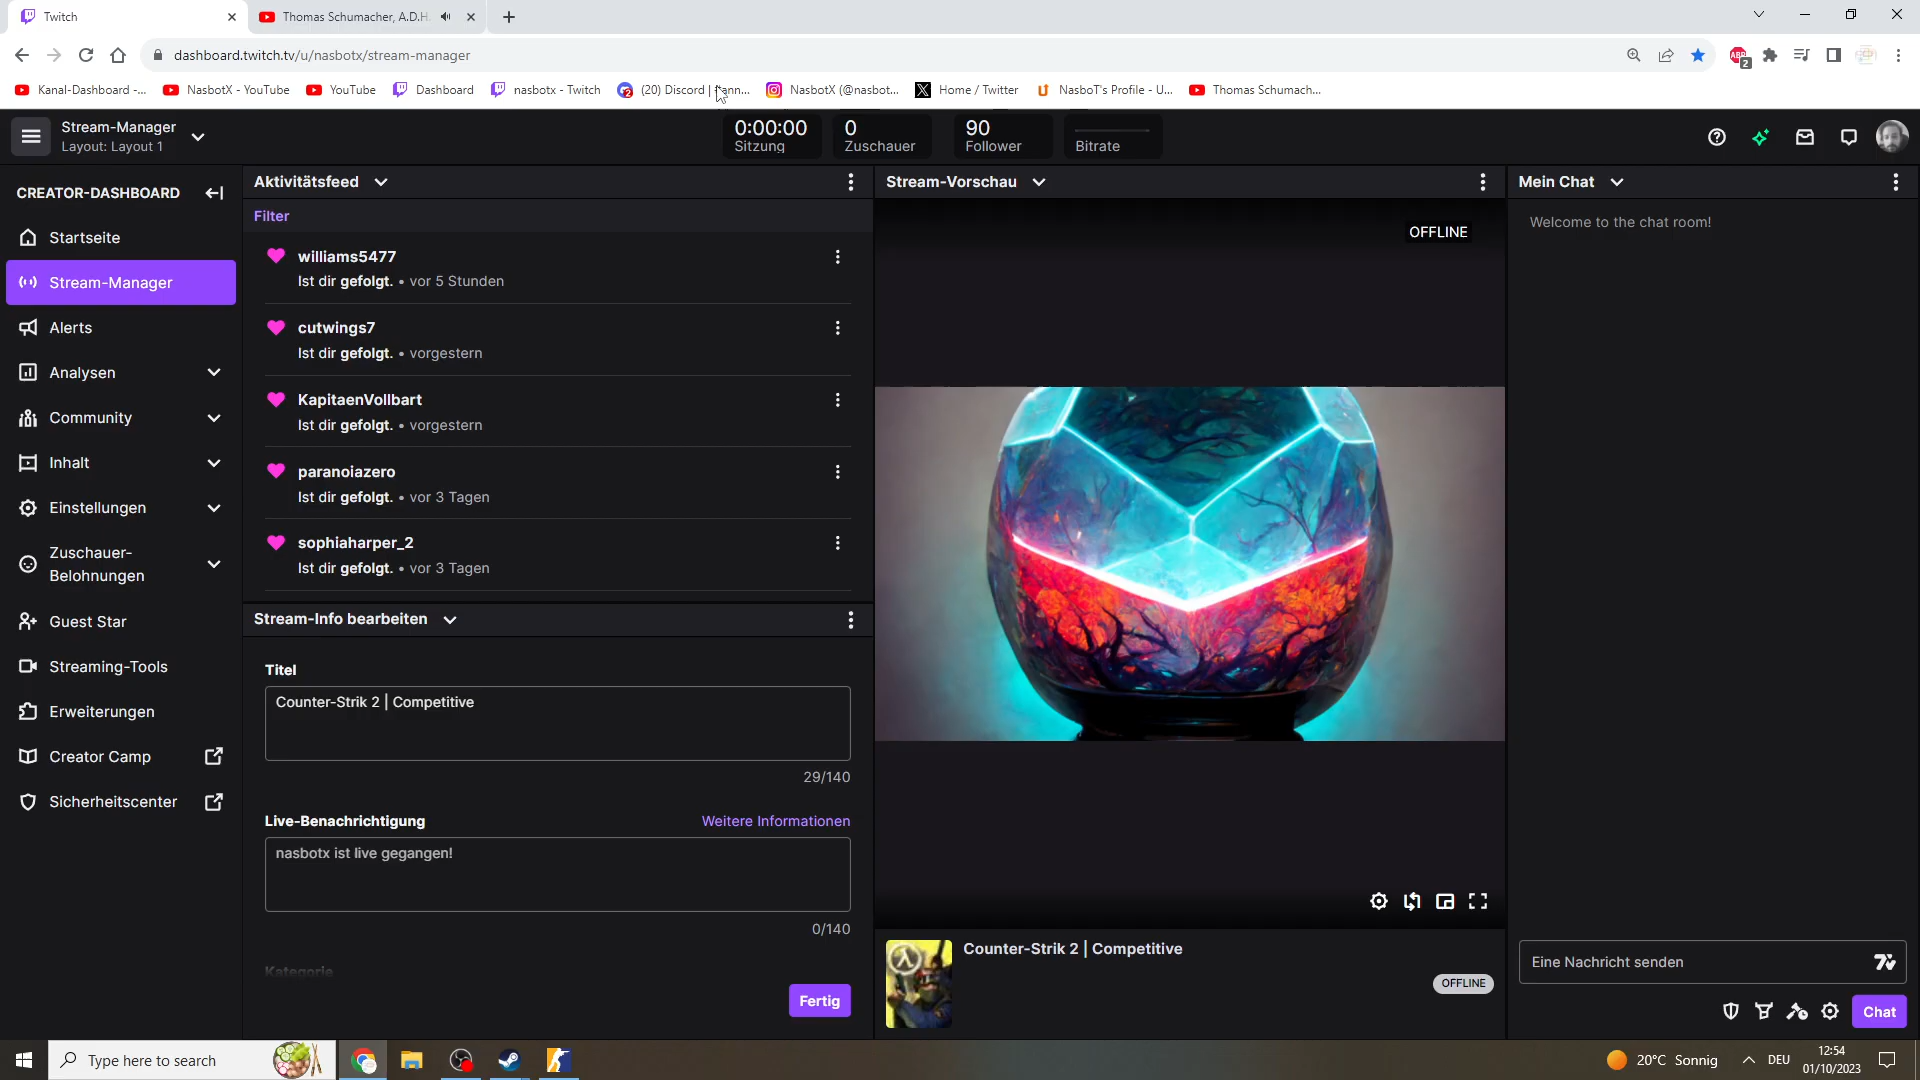 Twitch
Thomas Schumacher, A.D.H.
dashboard.twitch.tv/u/nasbotx/stream-manager
2
Kanal-Dashboard -...
NasbotX - YouTube
YouTube
Dashboard
nasbotx - Twitch
(20) Discord |
NasbotX (@nasbot...
Home / Twitter
NasboT's Profile - U...
Thomas Schumach...
Stream-Manager
Layout: Layout 1
0:00:00
Sitzung
0
Zuschauer
90
Follower
Bitrate
CREATOR-DASHBOARD
Startseite
Stream-Manager
Alerts
Analysen
Community
Inhalt
Einstellungen
Zuschauer-
Belohnungen
Guest Star
Streaming-Tools
Erweiterungen
Creator Camp
Sicherheitscenter
Aktivitätsfeed
Filter
williams5477
Ist dir gefolgt. • vor 5 Stunden
cutwings7
Ist dir gefolgt. • vorgestern
KapitaenVollbart
Ist dir gefolgt. • vorgestern
paranoiazero
Ist dir gefolgt. • vor 3 Tagen
sophiaharper_2
Ist dir gefolgt. • vor 3 Tagen
Stream-Info bearbeiten
Titel
Counter-Strik 2 | Competitive
29/140
Live-Benachrichtigung
Weitere Informationen
nasbotx ist live gegangen!
0/140
Kategorie
Fertig
Stream-Vorschau
OFFLINE
Counter-Strik 2 | Competitive
OFFLINE
Mein Chat
Welcome to the chat room!
Eine Nachricht senden
Chat
Type here to search
20°C Sonnig
DEU
12:54
01/10/2023